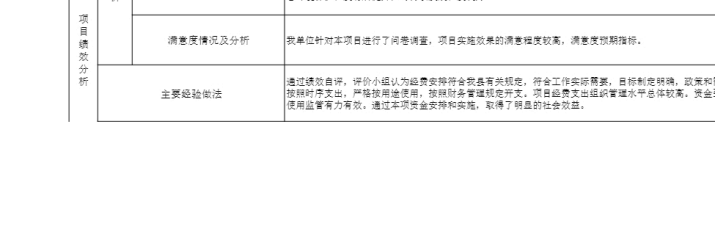 项目绩效分析
析
满意度情况及分析
我单位针对本项目进行了问卷调查，项目实施效果的满意程度较高，满意度预期指标。
主要经验做法
通过绩效自评，评价小组认为经费安排符合我县有关规定，符合工作实际需要，目标制定明确，政策和
按照时序支出，严格按用途使用，按照财务管理规定开支。项目经费支出组织管理水平总体较高。资金
使用监管有力有效。通过本项资金安排和实施，取得了明显的社会效益。